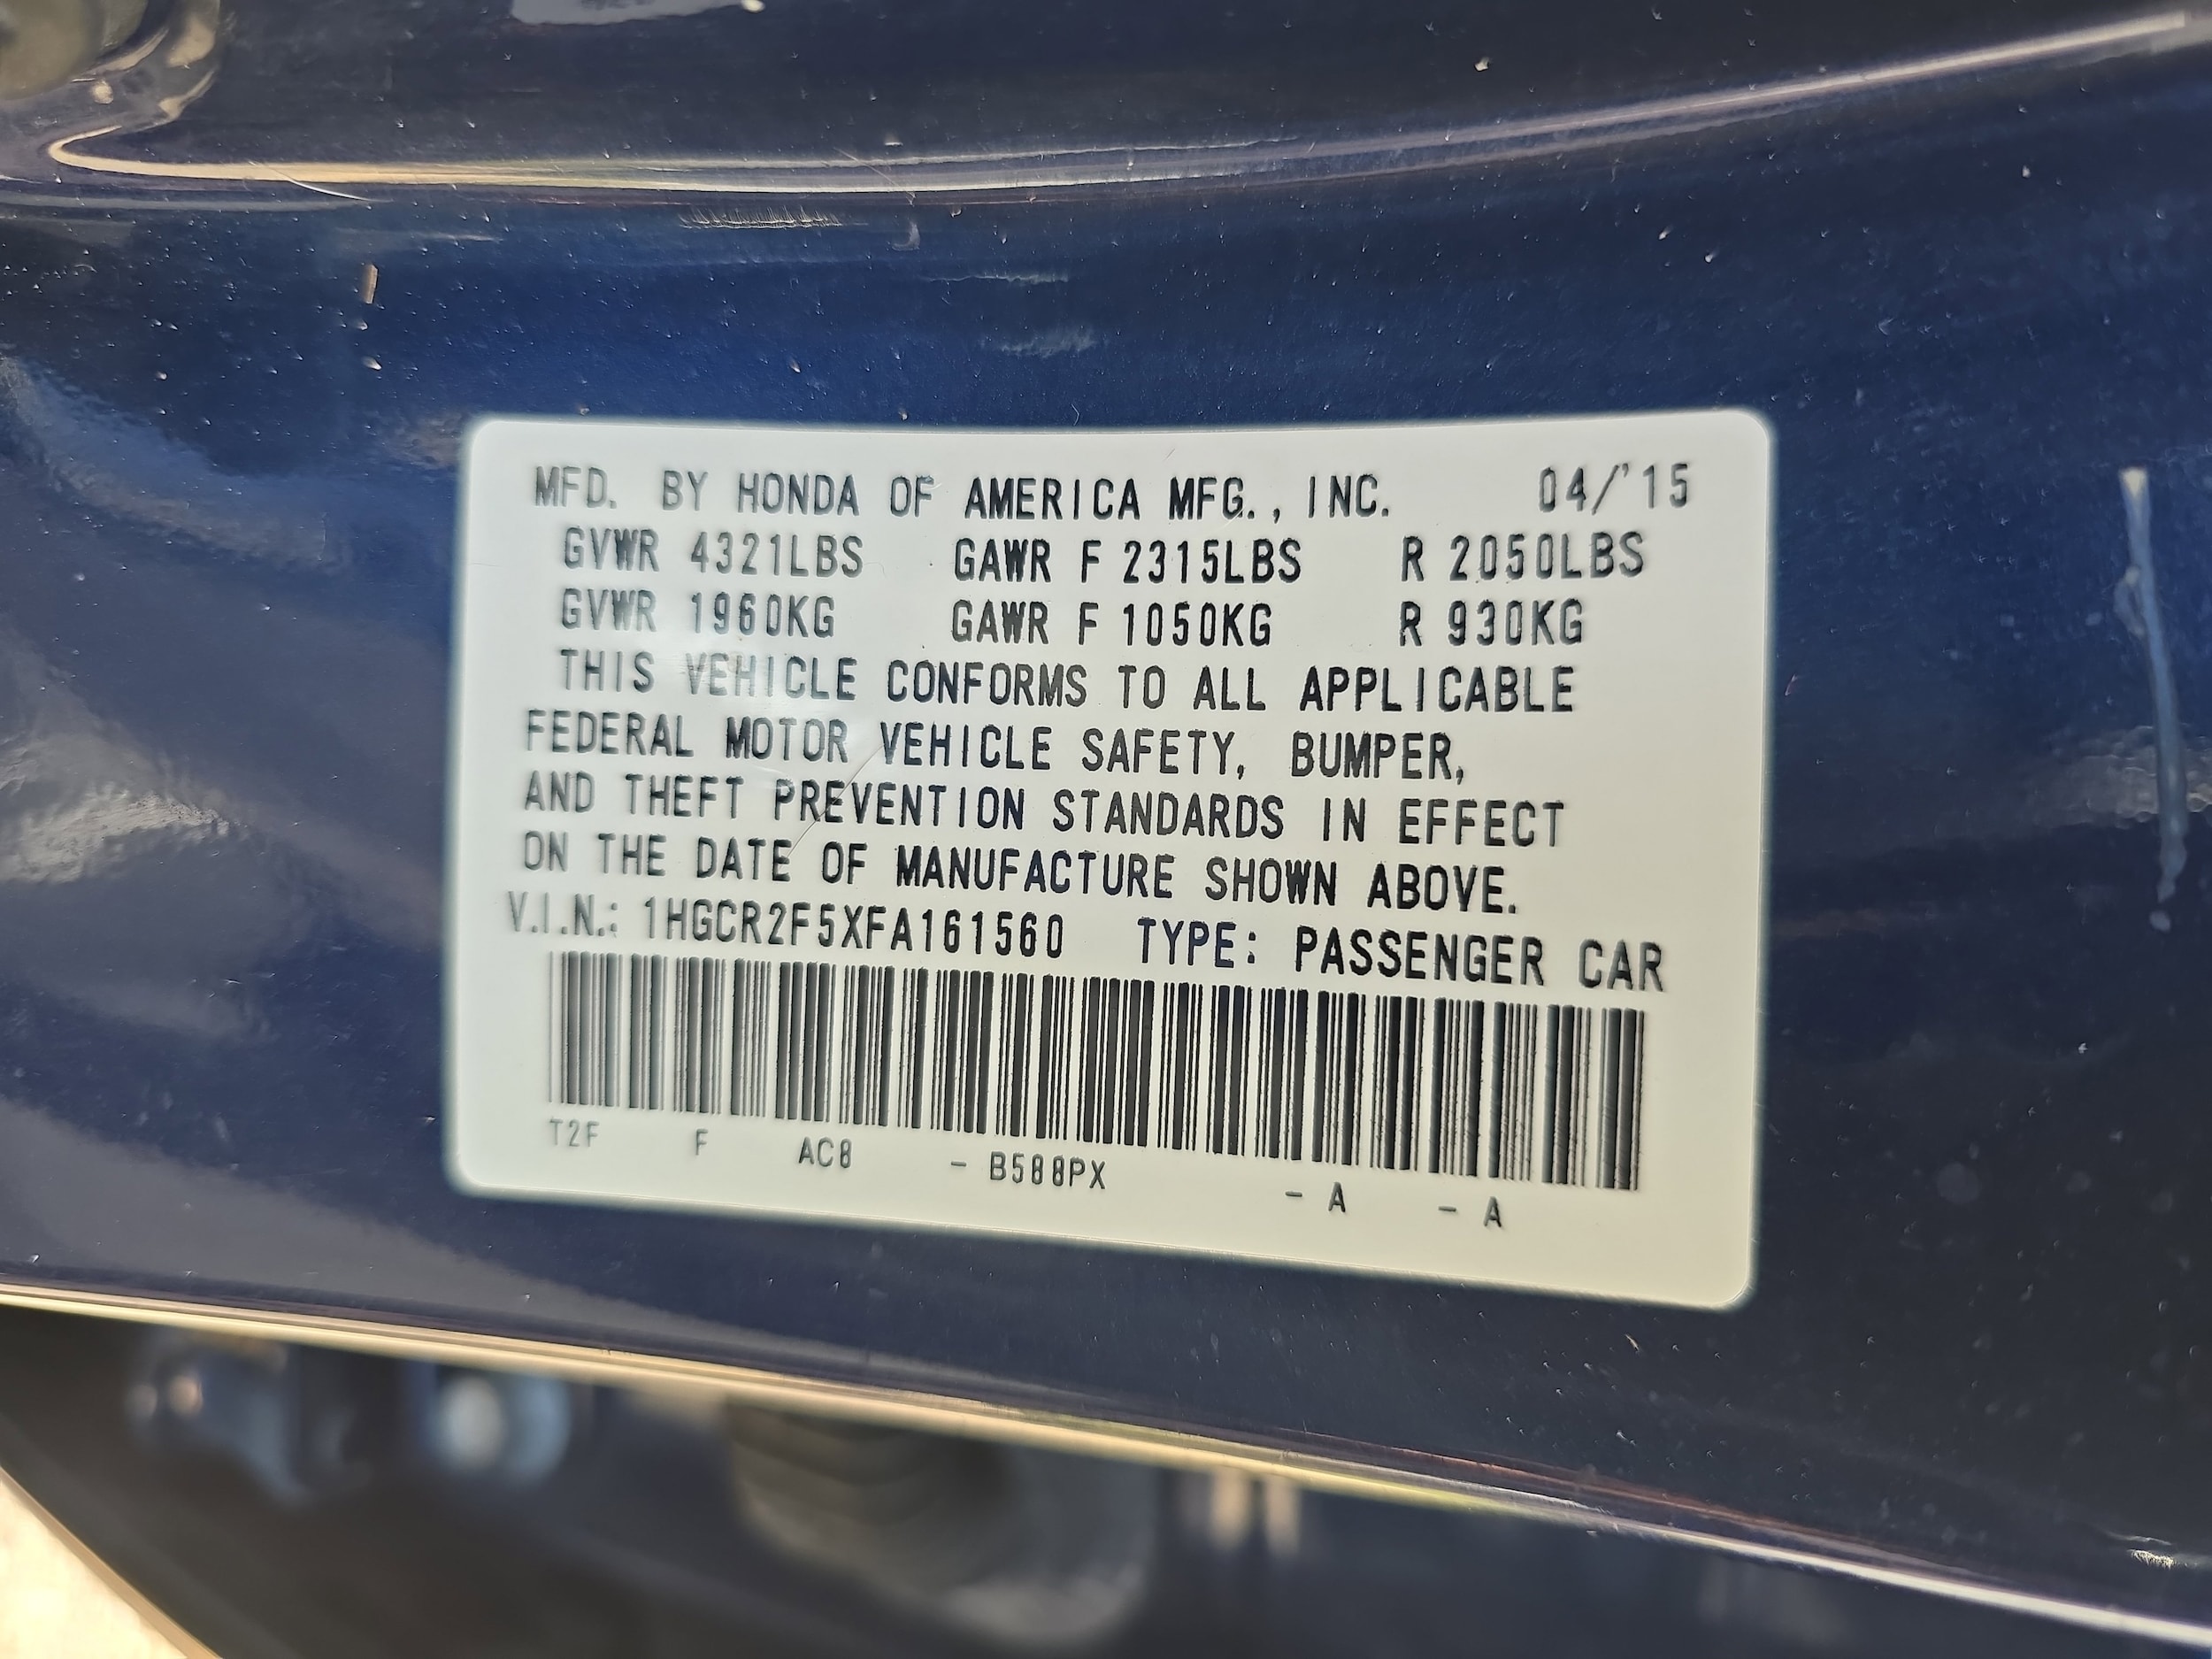 MFD. BY HONDA OF AMERICA MFG., INC. 04/'15
GVWR 4321LBS GAWR F 2315LBS R 2050LBS
GVWR 1960KG GAWR F 1050KG R 930KG
THIS VEHICLE CONFORMS TO ALL APPLICABLE
FEDERAL MOTOR VEHICLE SAFETY, BUMPER,
AND THEFT PREVENTION STANDARDS IN EFFECT
ON THE DATE OF MANUFACTURE SHOWN ABOVE.
V.I.N.: 1HGCR2F5XFA161560 TYPE: PASSENGER CAR
T2F F AC8 - B588PX - A - A